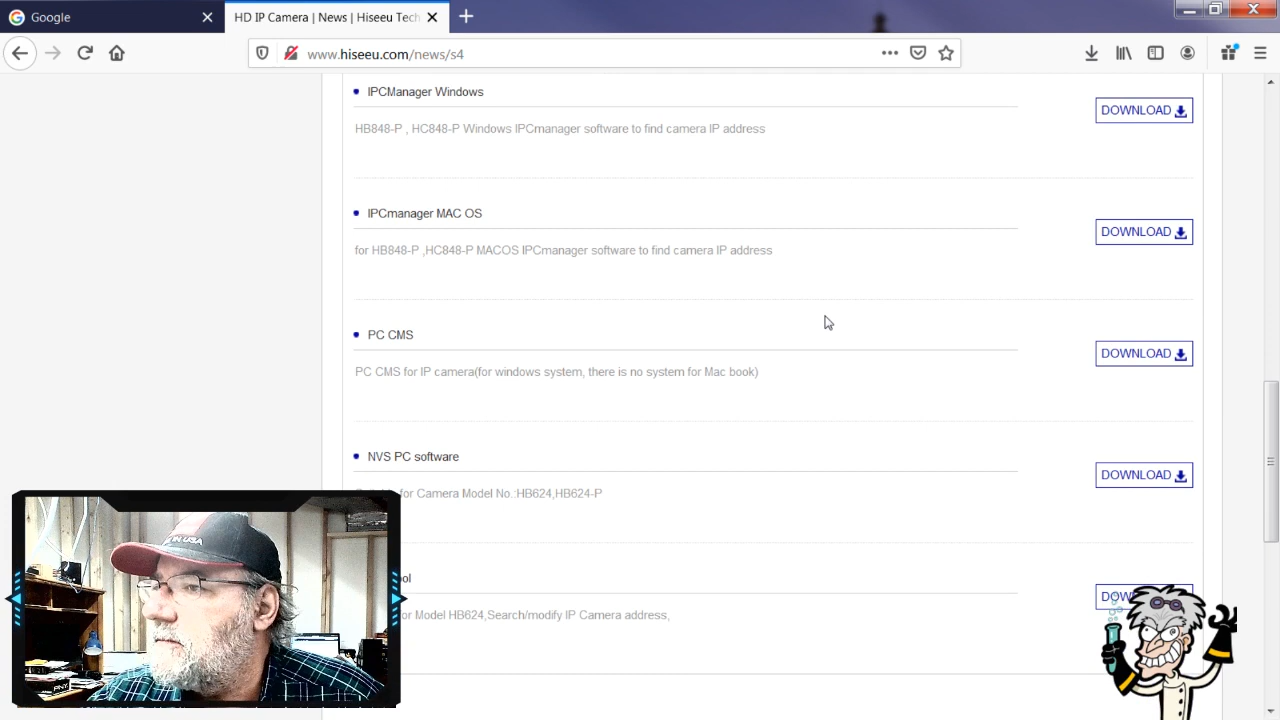 Google
HD IP Camera | News | Hiseeu Tech
www.hiseeu.com/news/s4
IPCManager Windows
DOWNLOAD
HB848-P , HC848-P Windows IPCmanager software to find camera IP address
IPCmanager MAC OS
DOWNLOAD
for HB848-P ,HC848-P MACOS IPCmanager software to find camera IP address
PC CMS
DOWNLOAD
PC CMS for IP camera(for windows system, there is no system for Mac book)
NVS PC software
DOWNLOAD
for Camera Model No.:HB624,HB624-P
Model HB624,Search/modify IP Camera address,
IN USA
PNY